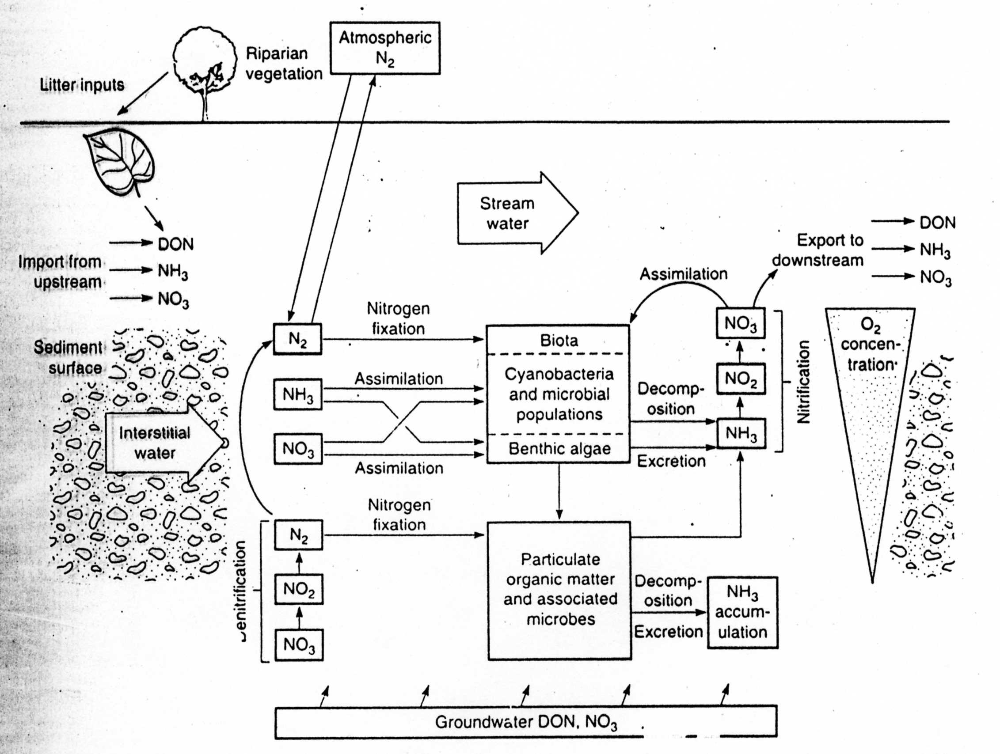 Atmospheric
N₂
Riparian
vegetation
Litter inputs
Stream
water
DON
NH₃
NO₃
Import from
upstream
Export to
downstream
DON
NH₃
NO₃
Assimilation
Sediment
surface
Interstitial
water
N₂
Nitrogen
fixation
NH₃
Assimilation
NO₃
Assimilation
Biota
Cyanobacteria
and microbial
populations
Benthic algae
Decomp-
osition
Excretion
NO₃
NO₂
NH₃
Nitrification
O₂
concen-
tration
Nitrogen
fixation
N₂
NO₂
NO₃
enitrification
Particulate
organic matter
and associated
microbes
Decomp-
osition
Excretion
NH₃
accum-
ulation
Groundwater DON, NO₃